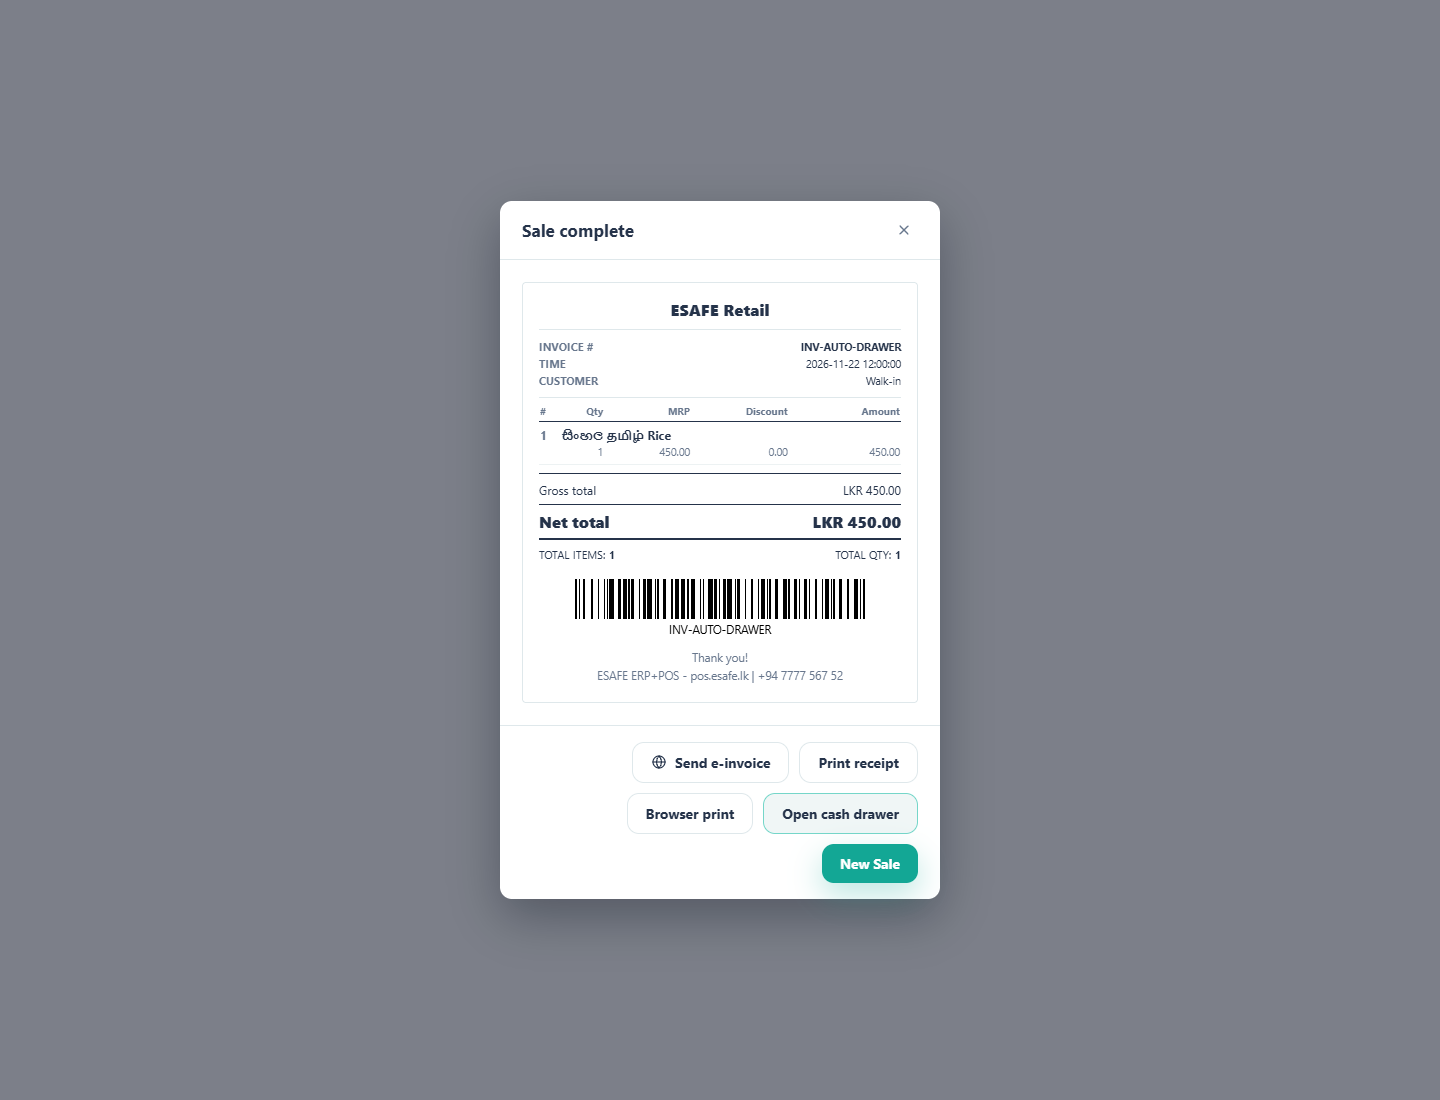 Sale complete
ESAFE Retail
INVOICE # INV-AUTO-DRAWER
TIME 2026-11-22 12:00:00
CUSTOMER Walk-in
# Qty MRP Discount Amount
1 සිංහල தமிழ் Rice
1 450.00 0.00 450.00
Gross total LKR 450.00
Net total LKR 450.00
TOTAL ITEMS: 1 TOTAL QTY: 1
INV-AUTO-DRAWER
Thank you!
ESAFE ERP+POS - pos.esafe.lk | +94 7777 567 52
Send e-invoice Print receipt
Browser print Open cash drawer
New Sale